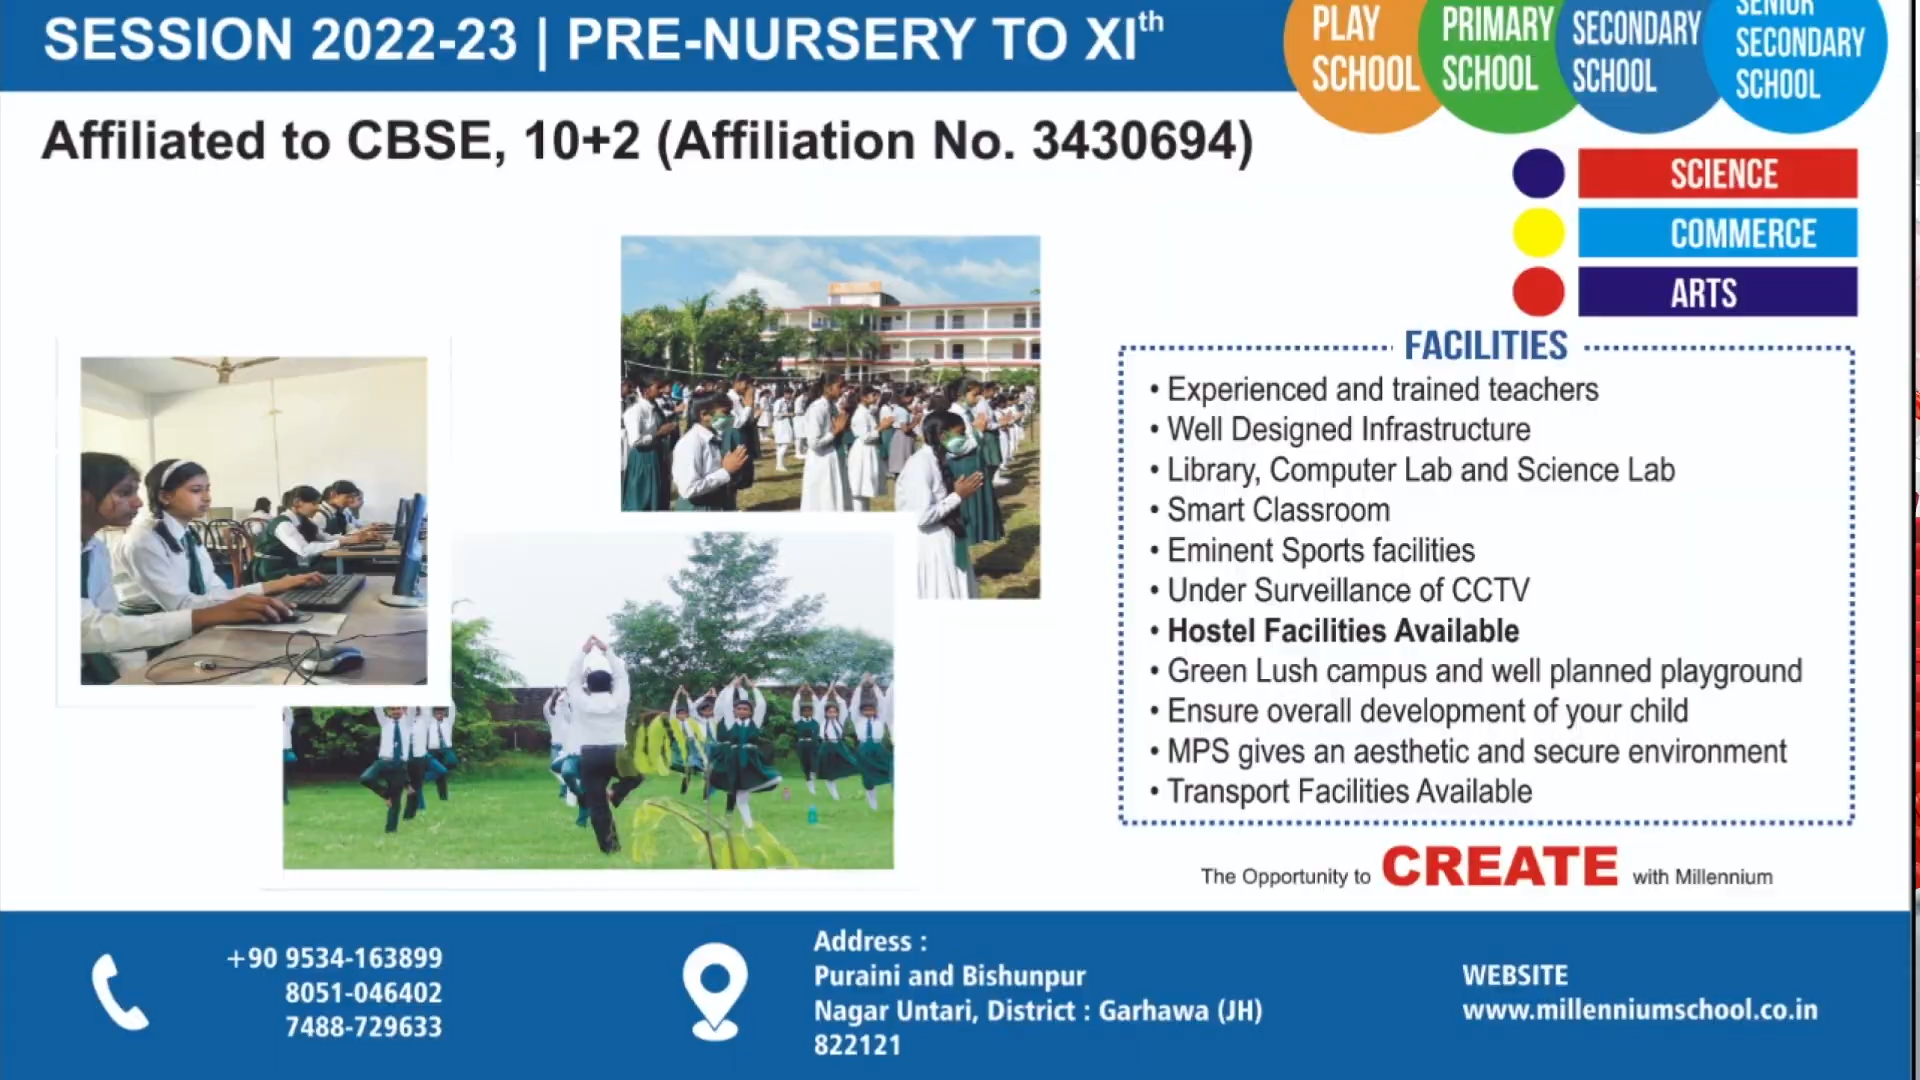 SESSION 2022-23 | PRE-NURSERY TO XIth
PLAY
SCHOOL
PRIMARY
SCHOOL
SECONDARY
SCHOOL
SENIOR
SECONDARY
SCHOOL
Affiliated to CBSE, 10+2 (Affiliation No. 3430694)
SCIENCE
COMMERCE
ARTS
FACILITIES
• Experienced and trained teachers
• Well Designed Infrastructure
• Library, Computer Lab and Science Lab
• Smart Classroom
• Eminent Sports facilities
• Under Surveillance of CCTV
• Hostel Facilities Available
• Green Lush campus and well planned playground
• Ensure overall development of your child
• MPS gives an aesthetic and secure environment
• Transport Facilities Available
The Opportunity to CREATE with Millennium
+90 9534-163899
8051-046402
7488-729633
Address :
Puraini and Bishunpur
Nagar Untari, District : Garhawa (JH)
822121
WEBSITE
www.millenniumschool.co.in